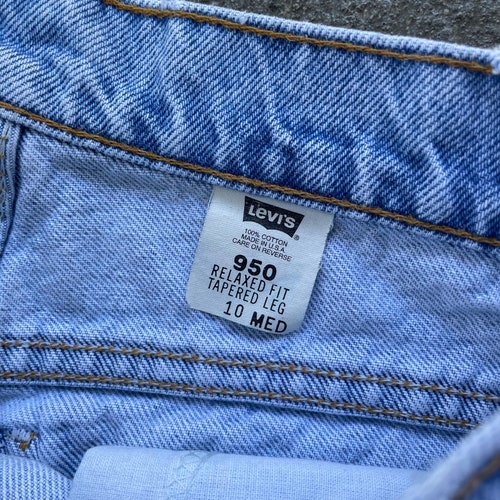 Levi's
100% COTTON
MADE IN U.S.A
CARE ON REVERSE
950
RELAXED FIT
TAPERED LEG
10 MED